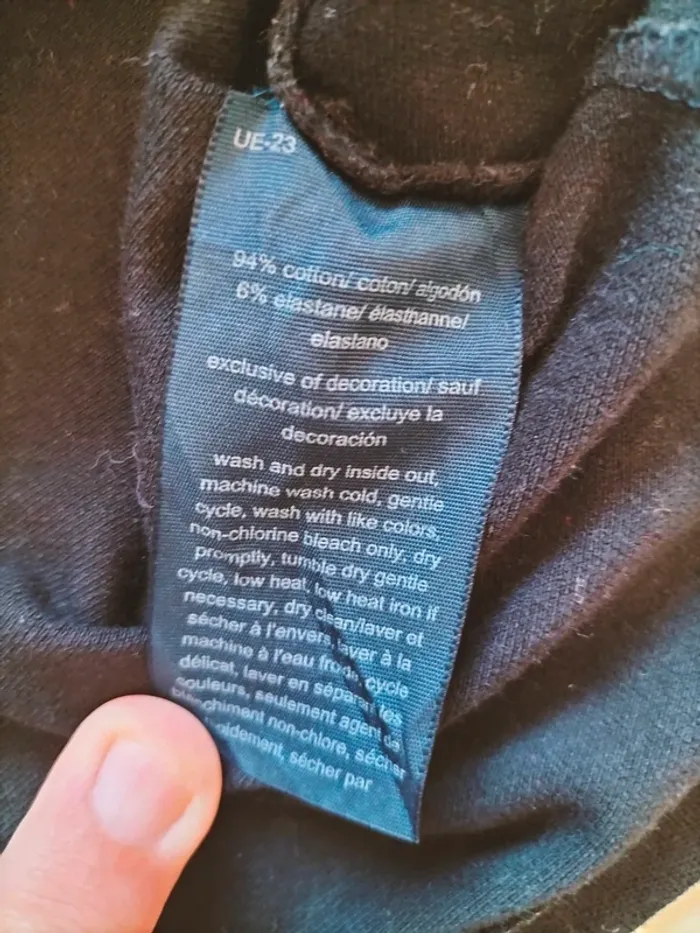 UE-23
94% cotton/ coton/ algodón
6% elastane/ élasthanne/
elastano
exclusive of decoration/ sauf
décoration/ excluye la
decoración
wash and dry inside out,
machine wash cold, gentle
cycle, wash with like colors,
non-chlorine bleach only, dry
promptly, tumble dry gentle
cycle, low heat, low heat iron if
necessary, dry clean/laver et
sécher à l'envers, laver à la
machine à l'eau froide, cycle
délicat, laver en séparant les
couleurs, seulement agent de
blanchiment non-chlore, sécher
sécher par